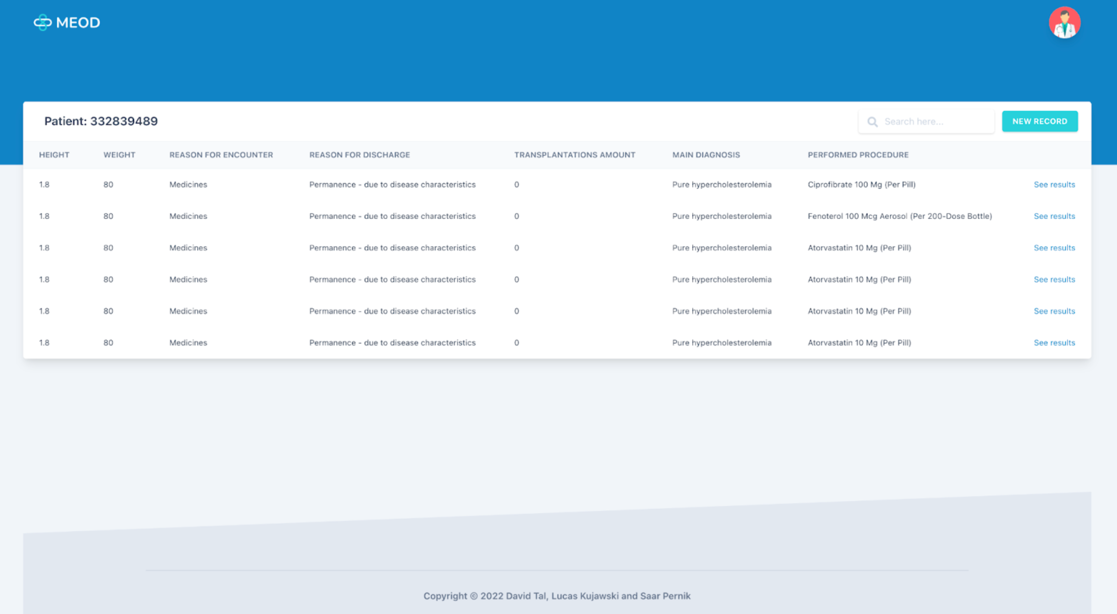 MEOD
Patient: 332839489
Search here...
NEW RECORD
HEIGHT WEIGHT REASON FOR ENCOUNTER REASON FOR DISCHARGE TRANSPLANTATIONS AMOUNT MAIN DIAGNOSIS PERFORMED PROCEDURE
1.8 80 Medicines Permanence - due to disease characteristics 0 Pure hypercholesterolemia Ciprofibrate 100 Mg (Per Pill) See results
1.8 80 Medicines Permanence - due to disease characteristics 0 Pure hypercholesterolemia Fenoterol 100 Mcg Aerosol (Per 200-Dose Bottle) See results
1.8 80 Medicines Permanence - due to disease characteristics 0 Pure hypercholesterolemia Atorvastatin 10 Mg (Per Pill) See results
1.8 80 Medicines Permanence - due to disease characteristics 0 Pure hypercholesterolemia Atorvastatin 10 Mg (Per Pill) See results
1.8 80 Medicines Permanence - due to disease characteristics 0 Pure hypercholesterolemia Atorvastatin 10 Mg (Per Pill) See results
1.8 80 Medicines Permanence - due to disease characteristics 0 Pure hypercholesterolemia Atorvastatin 10 Mg (Per Pill) See results
Copyright © 2022 David Tal, Lucas Kujawski and Saar Pernik